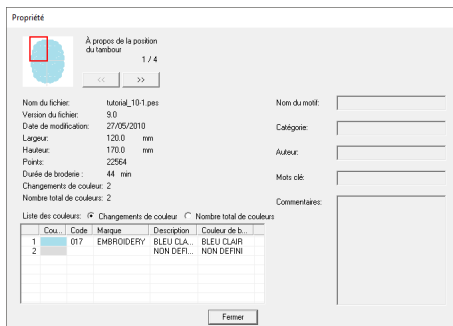 Propriété
À propos de la position
du tambour
1 / 4
<< >>
Nom du fichier: tutorial_10-1.pes
Version du fichier: 9.0
Date de modification: 27/05/2010
Largeur: 120.0 mm
Hauteur: 170.0 mm
Points: 22564
Durée de broderie : 44 min
Changements de couleur: 2
Nombre total de couleurs: 2
Liste des couleurs: Changements de couleur Nombre total de couleurs
Cou... Code Marque Description Couleur de b...
1 017 EMBROIDERY BLEU CLA... BLEU CLAIR
2 NON DEFI... NON DEFINI
Nom du motif:
Catégorie:
Auteur:
Mots clé:
Commentaires:
Fermer